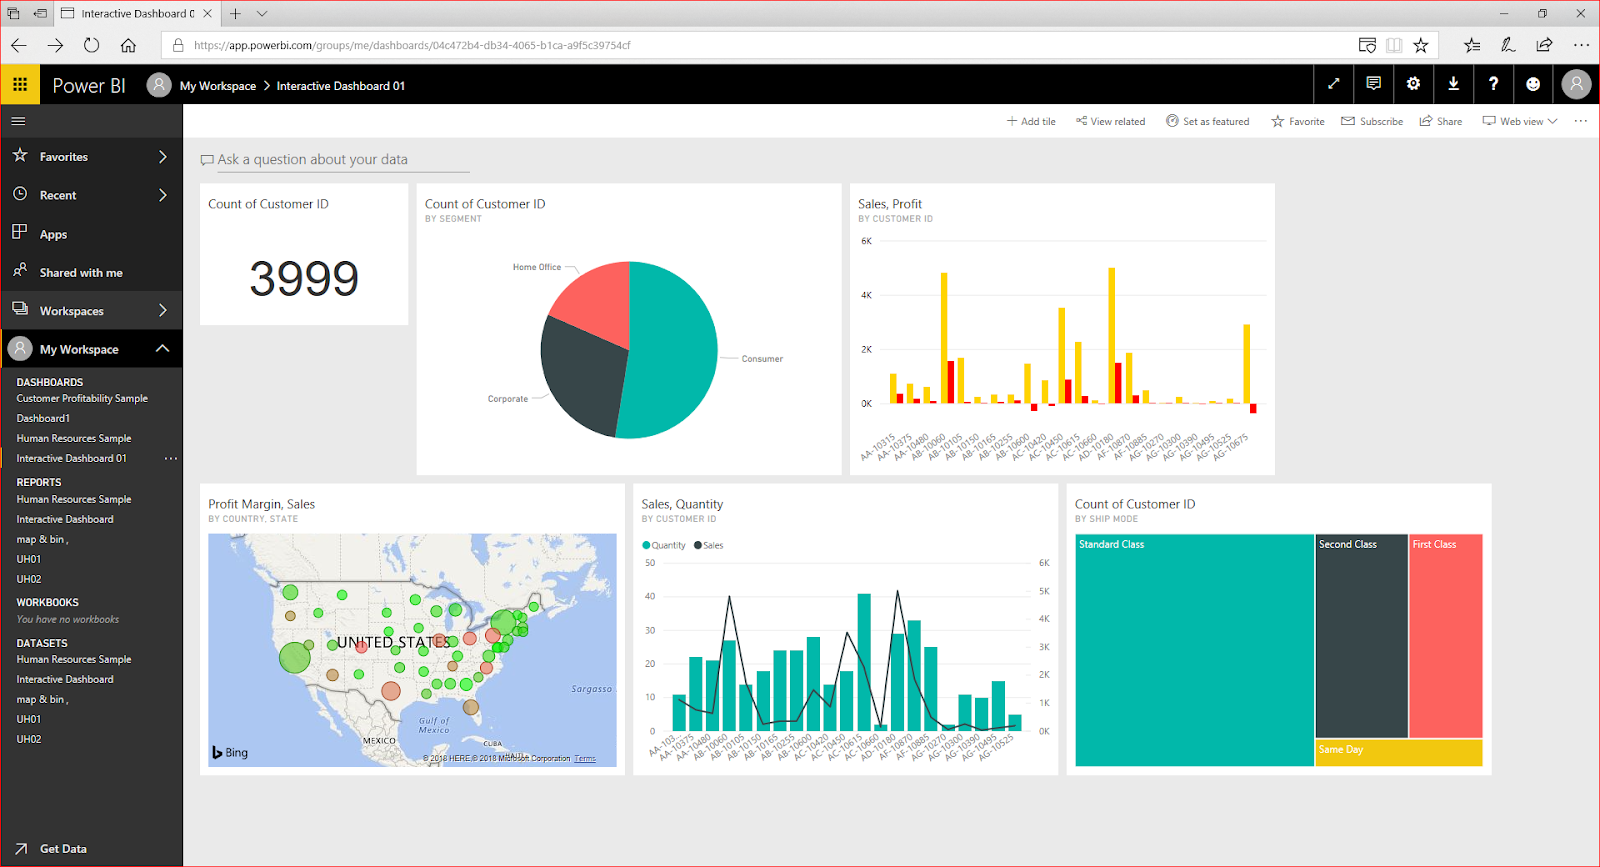 Interactive Dashboard 0
https://app.powerbi.com/groups/me/dashboards/04c472b4-db34-4065-b1ca-a9f5c39754cf
Power BI
My Workspace > Interactive Dashboard 01
?
+ Add tile
View related
Set as featured
Favorite
Subscribe
Share
Web view
Favorites
Recent
Apps
Shared with me
Workspaces
My Workspace
DASHBOARDS
Customer Profitability Sample
Dashboard1
Human Resources Sample
Interactive Dashboard 01
REPORTS
Human Resources Sample
Interactive Dashboard
map & bin ,
UH01
UH02
WORKBOOKS
You have no workbooks
DATASETS
Human Resources Sample
Interactive Dashboard
map & bin ,
UH01
UH02
Get Data
Ask a question about your data
Count of Customer ID
3999
Count of Customer ID
BY SEGMENT
Home Office
Consumer
Corporate
Sales, Profit
BY CUSTOMER ID
6K
4K
2K
0K
AA-10315
AA-10375
AA-10480
AB-10060
AB-10105
AB-10150
AB-10165
AB-10255
AB-10600
AC-10420
AC-10450
AC-10615
AC-10660
AD-10180
AF-10870
AF-10885
AG-10270
AG-10300
AG-10390
AG-10495
AG-10525
AG-10675
Profit Margin, Sales
BY COUNTRY, STATE
UNITED STATES
Sargasso
Gulf of
Mexico
MEXICO
CUBA
HAITI
Bing
© 2018 HERE © 2018 Microsoft Corporation Terms
Sales, Quantity
BY CUSTOMER ID
Quantity Sales
50
40
30
20
10
0
6K
5K
4K
3K
2K
1K
0K
AA-103...
AA-10375
AA-10480
AB-10060
AB-10105
AB-10150
AB-10165
AB-10255
AB-10600
AC-10420
AC-10450
AC-10615
AC-10660
AD-10180
AF-10870
AF-10885
AG-10270
AG-10300
AG-10390
AG-10495
AG-10525
Count of Customer ID
BY SHIP MODE
Standard Class
Second Class
First Class
Same Day